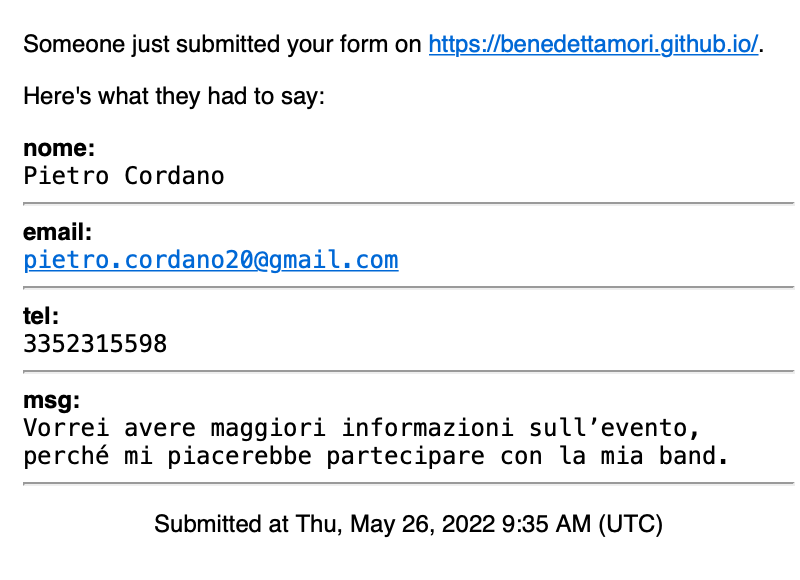 Someone just submitted your form on https://benedettamori.github.io/.
Here's what they had to say:
nome:
Pietro Cordano
email:
pietro.cordano20@gmail.com
tel:
3352315598
msg:
Vorrei avere maggiori informazioni sull’evento,
perché mi piacerebbe partecipare con la mia band.
Submitted at Thu, May 26, 2022 9:35 AM (UTC)